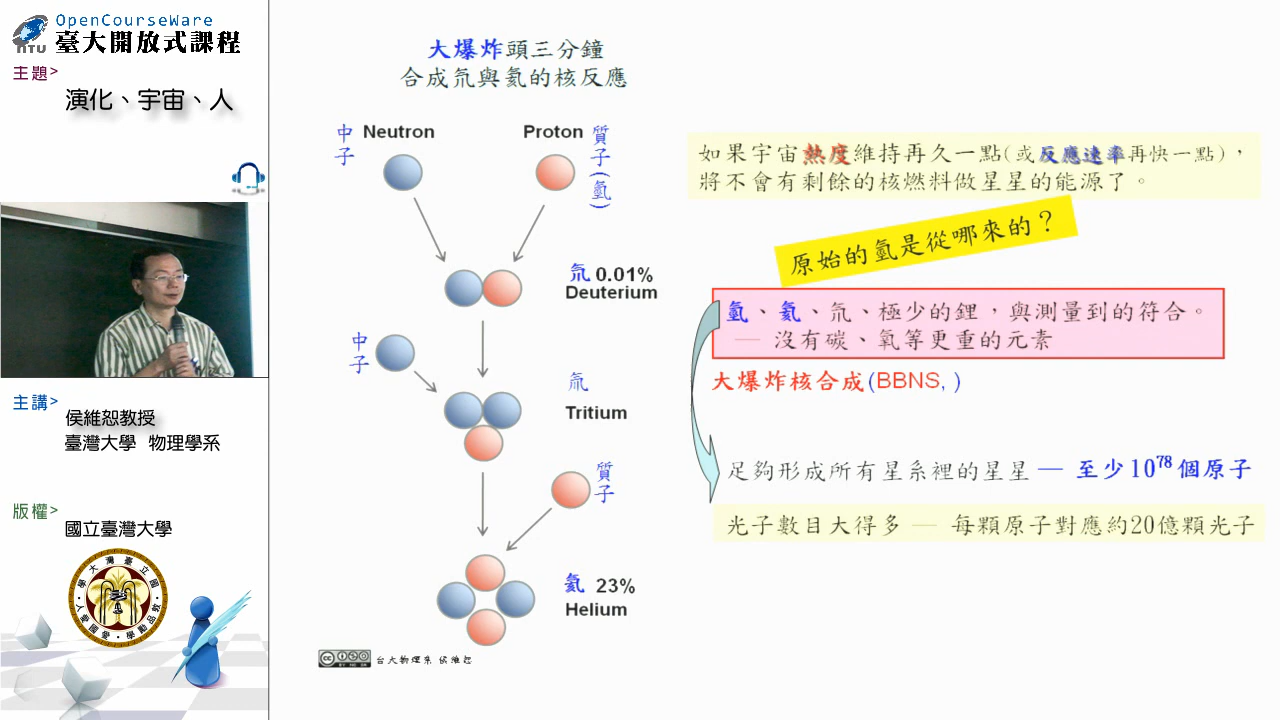 OpenCourseWare
NTU
臺大開放式課程
主題>
演化、宇宙、人
主講>
侯維恕教授
臺灣大學 物理學系
版權>
國立臺灣大學
大爆炸頭三分鐘
合成氘與氦的核反應
中子 Neutron
Proton 質子(氫)
氘 0.01%
Deuterium
中子
氚
Tritium
質子
氦 23%
Helium
台大物理系 侯維恕
如果宇宙熱度維持再久一點(或反應速率再快一點),
將不會有剩餘的核燃料做星星的能源了。
原始的氫是從哪來的?
氫、氦、氘、極少的鋰,與測量到的符合。
— 沒有碳、氧等更重的元素
大爆炸核合成(BBNS, )
足夠形成所有星系裡的星星 — 至少10⁷⁸個原子
光子數目大得多 — 每顆原子對應約20億顆光子